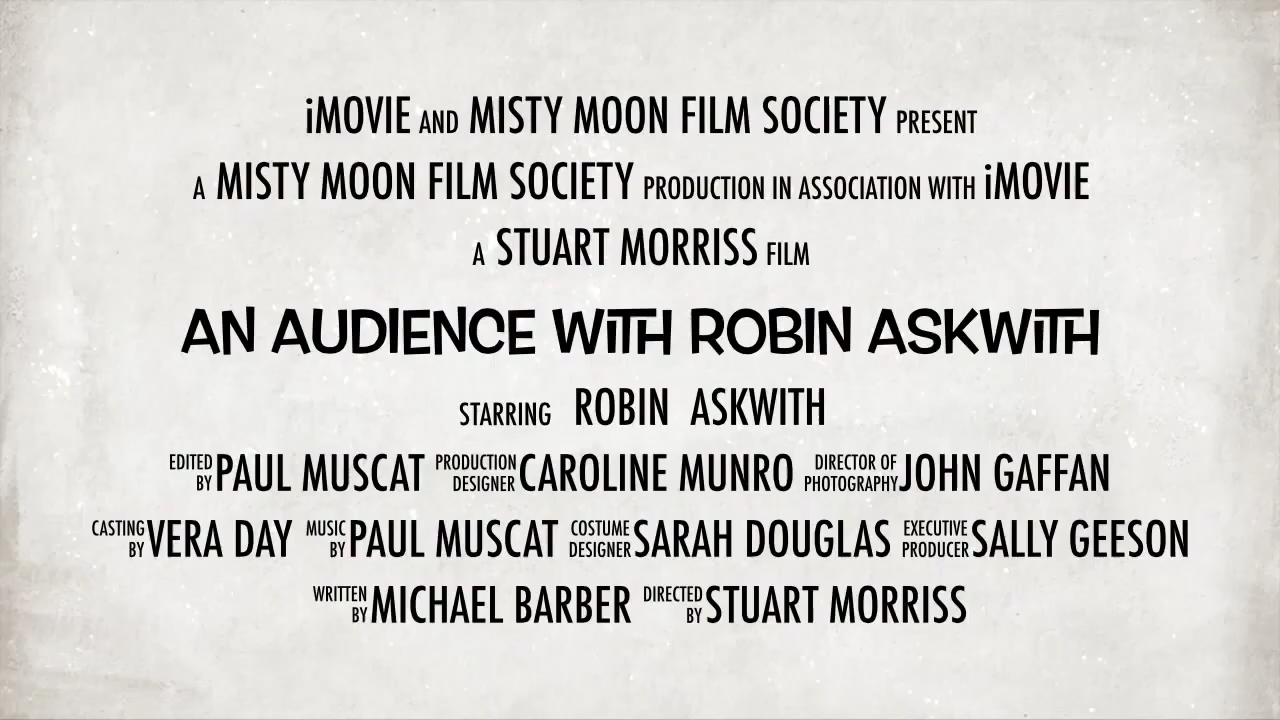 iMOVIE AND MISTY MOON FILM SOCIETY PRESENT
A MISTY MOON FILM SOCIETY PRODUCTION IN ASSOCIATION WITH iMOVIE
A STUART MORRISS FILM
AN AUDIENCE WiTH ROBIN ASKWiTH
STARRING ROBIN ASKWITH
EDITED BY PAUL MUSCAT PRODUCTION DESIGNER CAROLINE MUNRO DIRECTOR OF PHOTOGRAPHY JOHN GAFFAN
CASTING BY VERA DAY MUSIC BY PAUL MUSCAT COSTUME DESIGNER SARAH DOUGLAS EXECUTIVE PRODUCER SALLY GEESON
WRITTEN BY MICHAEL BARBER DIRECTED BY STUART MORRISS